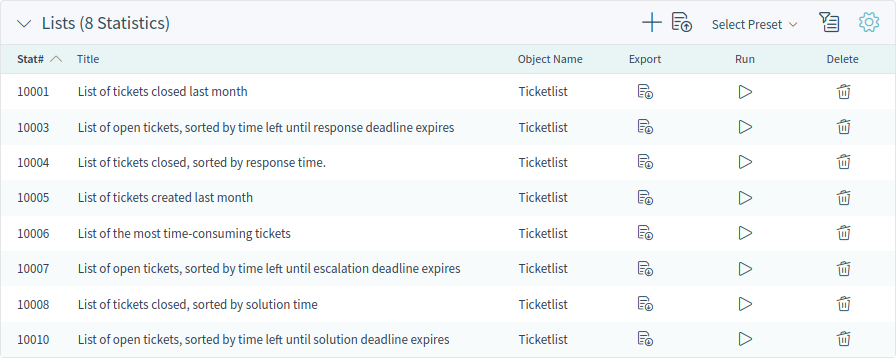 Lists (8 Statistics) Select Preset
Stat# Title Object Name Export Run Delete
10001 List of tickets closed last month Ticketlist
10003 List of open tickets, sorted by time left until response deadline expires Ticketlist
10004 List of tickets closed, sorted by response time. Ticketlist
10005 List of tickets created last month Ticketlist
10006 List of the most time-consuming tickets Ticketlist
10007 List of open tickets, sorted by time left until escalation deadline expires Ticketlist
10008 List of tickets closed, sorted by solution time Ticketlist
10010 List of open tickets, sorted by time left until solution deadline expires Ticketlist